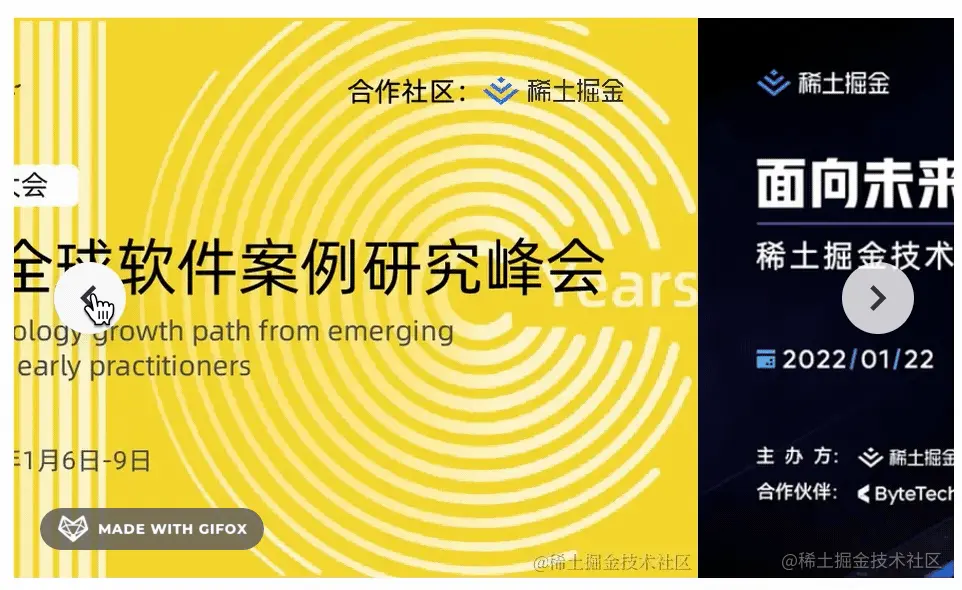 合作社区： 稀土掘金
大会
全球软件案例研究峰会
Years
ology growth path from emerging
early practitioners
年1月6日-9日
MADE WITH GIFOX
@稀土掘金技术社区
稀土掘金
面向未来
稀土掘金技术
2022/01/22
主 办 方： 稀土掘金
合作伙伴： ByteTech
@稀土掘金技术社区